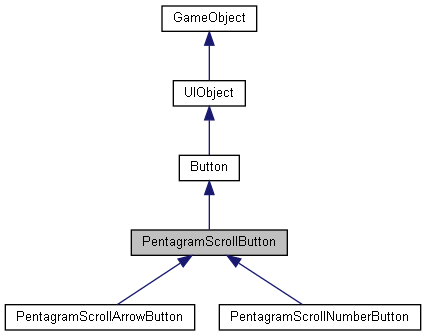 GameObject
UIObject
Button
PentagramScrollButton
PentagramScrollArrowButton
PentagramScrollNumberButton